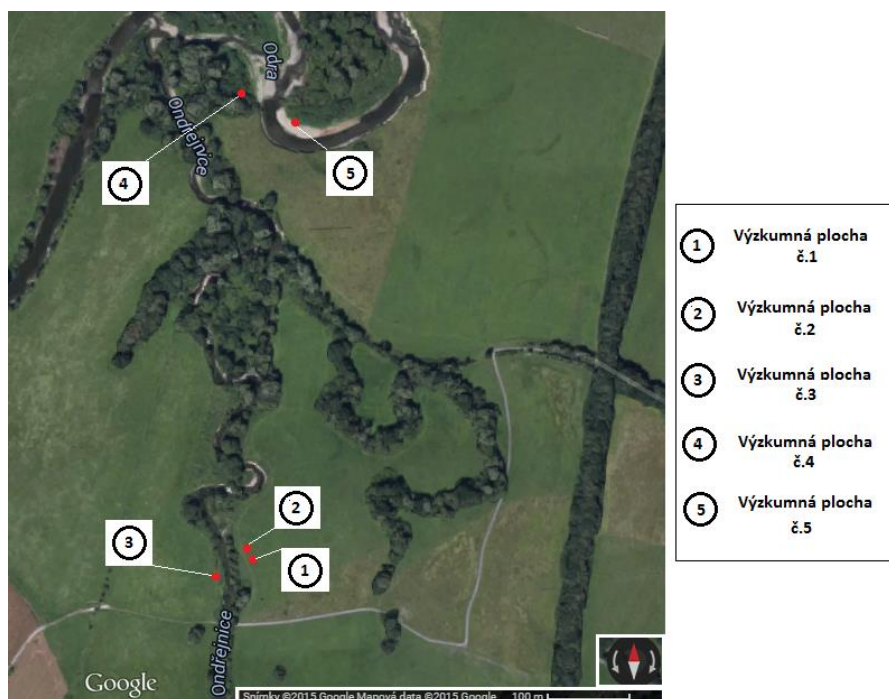 Odra
Ondřejnice
4
5
2
3
1
Ondřejnice
Google
Snímky ©2015 Google Mapová data ©2015 Google 100 m
1 Výzkumná plocha
č.1
2 Výzkumná plocha
č.2
3 Výzkumná plocha
č.3
4 Výzkumná plocha
č.4
5 Výzkumná plocha
č.5